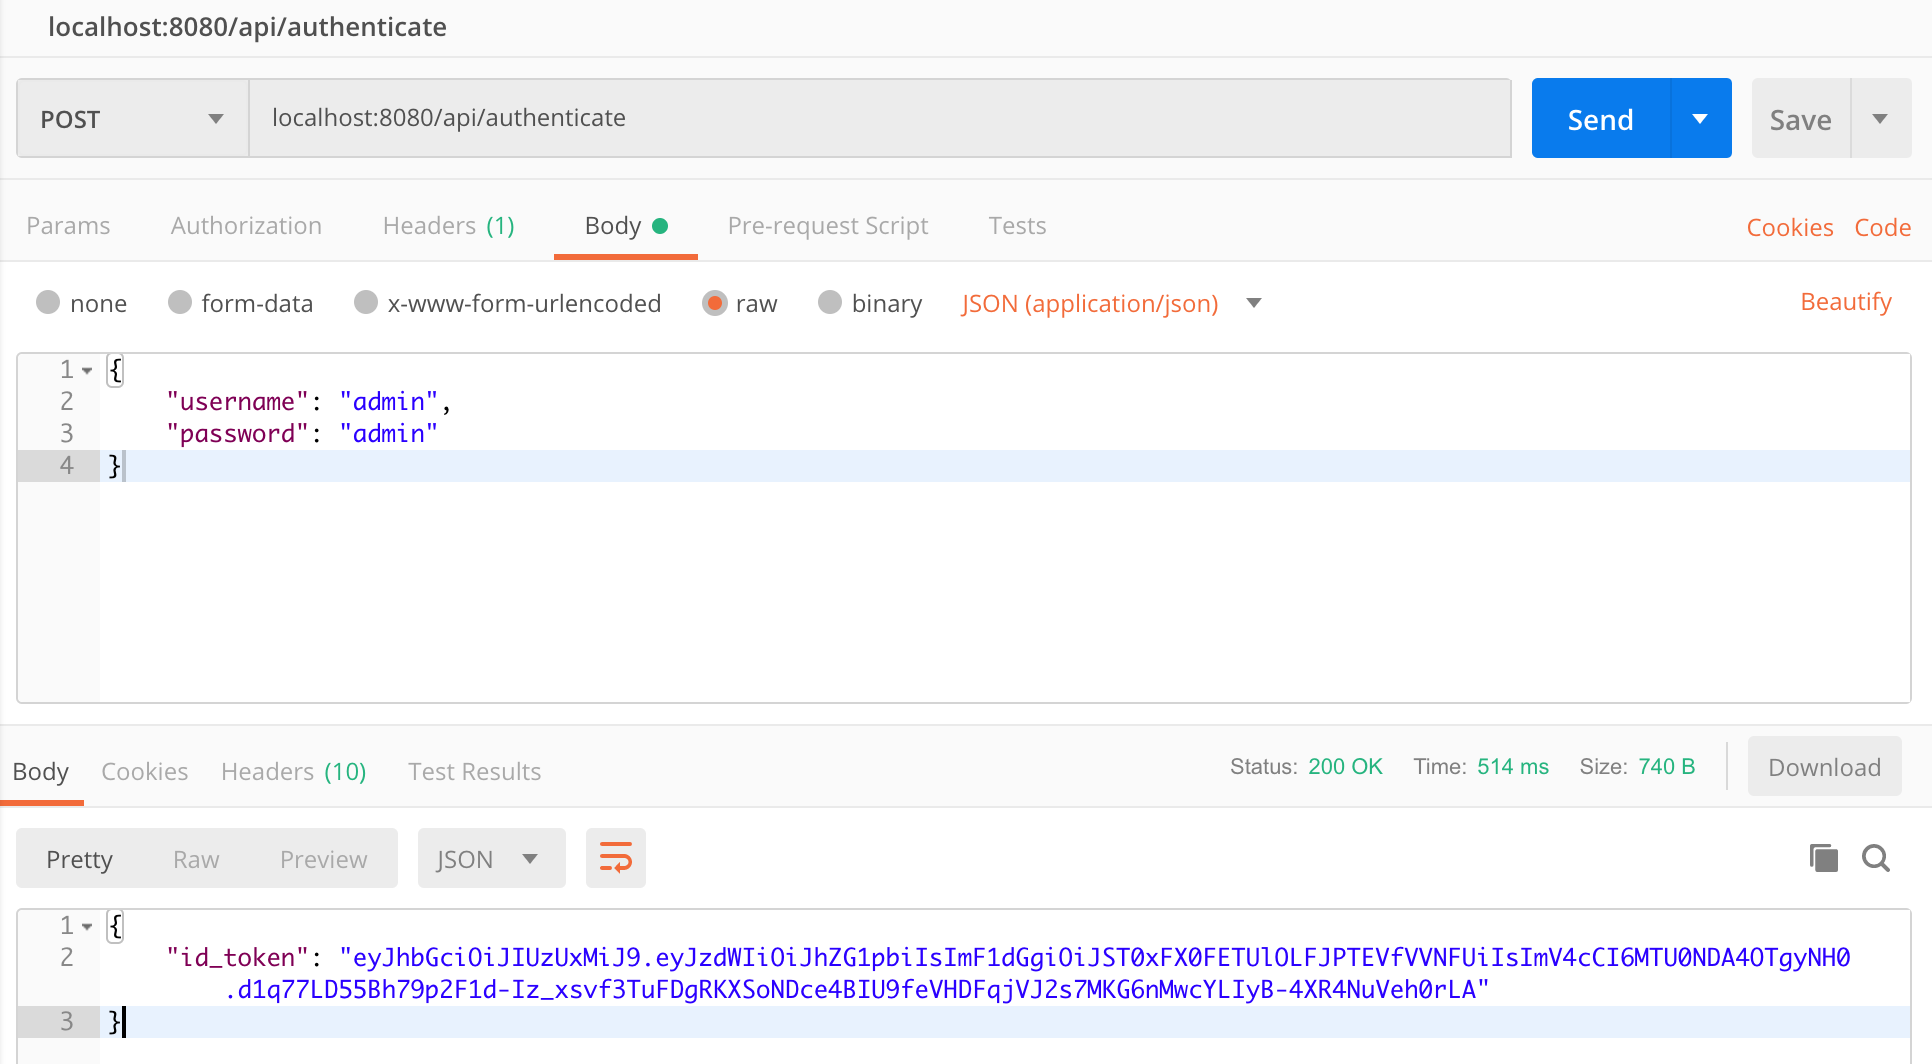 localhost:8080/api/authenticate
POST localhost:8080/api/authenticate Send Save
Params Authorization Headers (1) Body Pre-request Script Tests Cookies Code
none form-data x-www-form-urlencoded raw binary JSON (application/json) Beautify
1 {
2 "username": "admin",
3 "password": "admin"
4 }
Body Cookies Headers (10) Test Results Status: 200 OK Time: 514 ms Size: 740 B Download
Pretty Raw Preview JSON
1 {
2 "id_token": "eyJhbGciOiJIUzUxMiJ9.eyJzdWIiOiJhZG1pbiIsImF1dGgiOiJST0xFX0FETUlOLFJPTEVfVVNFUiIsImV4cCI6MTU0NDA4OTgyNH0
.d1q77LD55Bh79p2F1d-Iz_xsvf3TuFDgRKXSoNDce4BIU9feVHDFqjVJ2s7MKG6nMwcYLIyB-4XR4NuVeh0rLA"
3 }